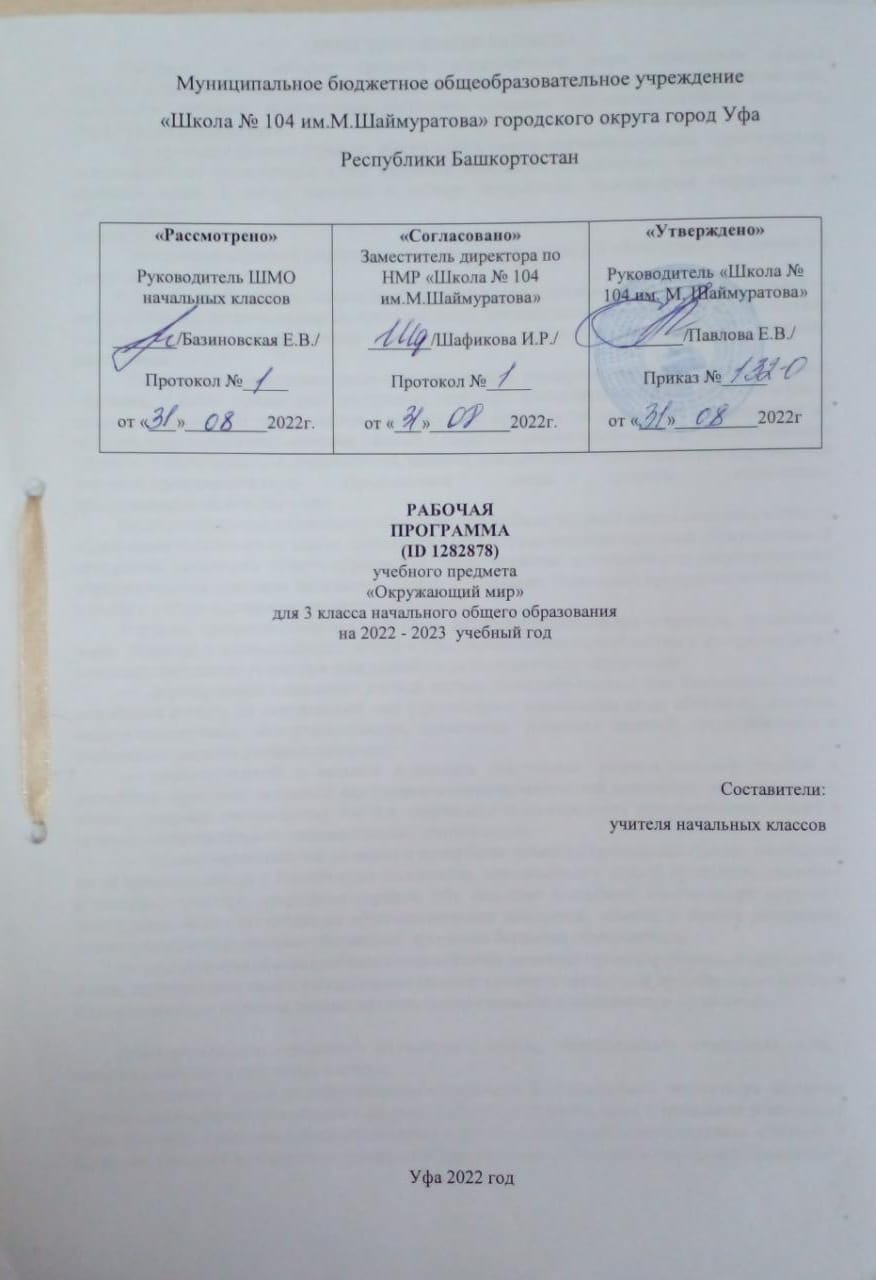 Муниципальное бюджетное общеобразовательное учреждение
«Школа № 104 им.М.Шаймуратова» городского округа город Уфа
Республики Башкортостан
«Рассмотрено»
Руководитель ШМО
начальных классов
/Базиновская Е.В./
Протокол № 1
от «31» 08 2022г.
«Согласовано»
Заместитель директора по
НМР «Школа № 104
им.М.Шаймуратова»
/Шафикова И.Р./
Протокол № 1
от «31» 08 2022г.
«Утверждено»
Руководитель «Школа №
104 им. М. Шаймуратова»
/Павлова Е.В./
Приказ №
от «31» 08 2022г
РАБОЧАЯ
ПРОГРАММА
(ID 1282878)
учебного предмета
«Окружающий мир»
для 3 класса начального общего образования
на 2022 - 2023 учебный год
Составители:
учителя начальных классов
Уфа 2022 год